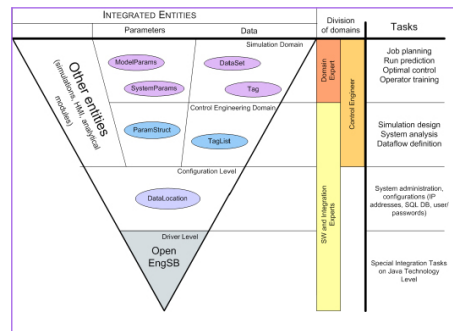 INTEGRATED ENTITIES
Division
of domains
Tasks
Parameters
Data
Simulation Domain
Other entities
(simulations, HMI, analytical
modules)
ModelParams
DataSet
SystemParams
Tag
Control Engineering Domain
ParamStruct
TagList
Configuration Level
DataLocation
Driver Level
Open
EngSB
Domain
Expert
Control Engineer
SW and Integration
Experts
Job planning
Run prediction
Optimal control
Operator training
Simulation design
System analysis
Dataflow definition
System administration,
configurations (IP
addresses, SQL DB, user/
passwords)
Special Integration Tasks
on Java Technology
Level